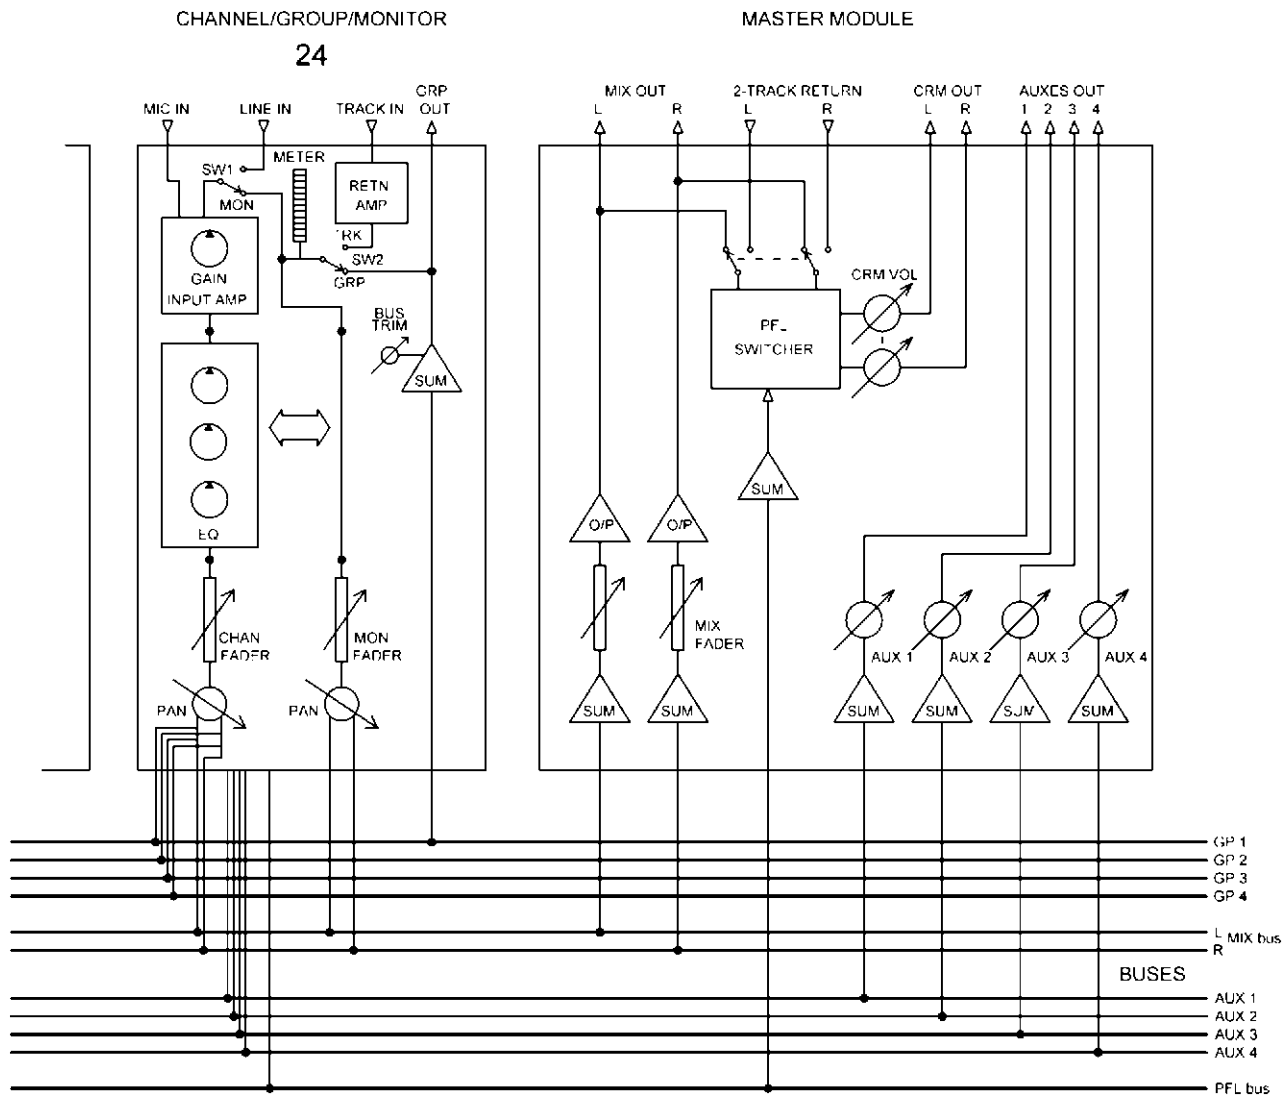 CHANNEL/GROUP/MONITOR
24
MASTER MODULE
MIC IN
LINE IN
TRACK IN
GRP
OUT
MIX OUT
L R
2-TRACK RETURN
L R
CRM OUT
L R
AUXES OUT
1 2 3 4
SW1
MON
METER
RETN
AMP
TRK
SW2
GRP
GAIN
INPUT AMP
BUS
TRIM
SUM
EQ
CHAN
FADER
MON
FADER
PAN
PAN
CRM VOL
PFL
SWITCHER
SUM
O/P
O/P
MIX
FADER
AUX 1
AUX 2
AUX 3
AUX 4
SUM
SUM
SUM
SUM
SUM
SUM
GP 1
GP 2
GP 3
GP 4
L
MIX bus
R
BUSES
AUX 1
AUX 2
AUX 3
AUX 4
PFL bus